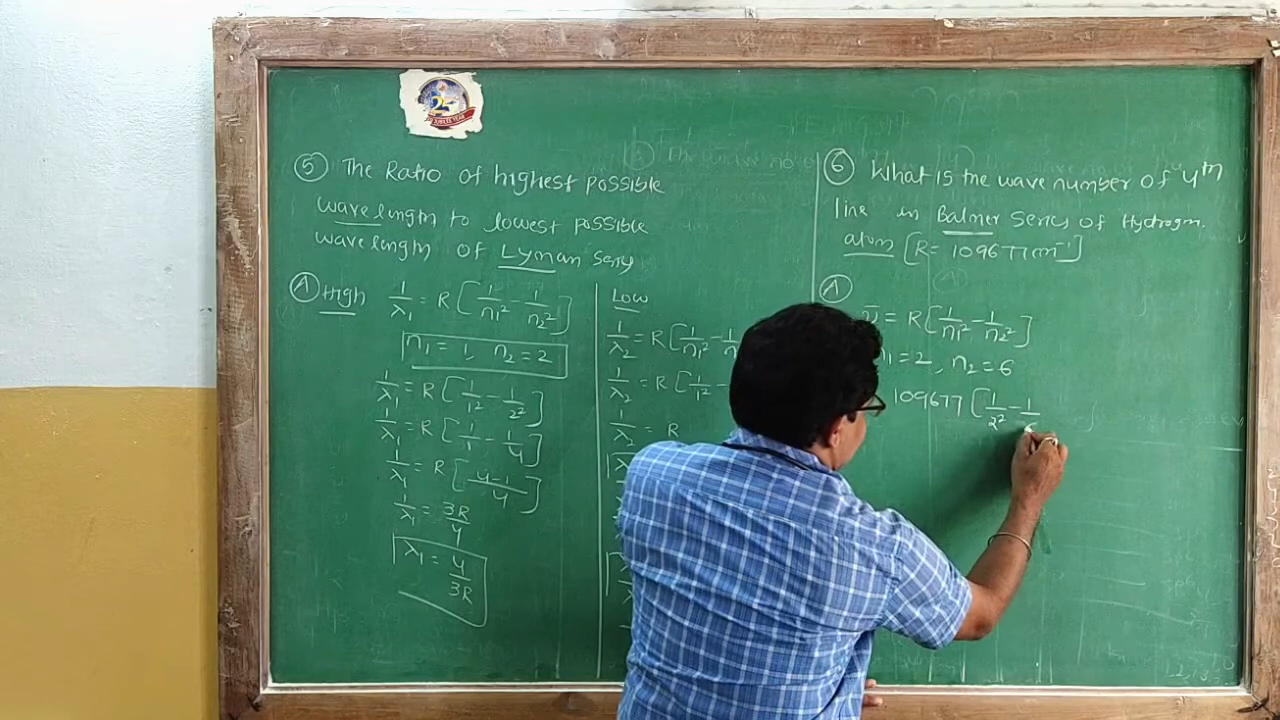 JUBILEE YEAR
⑤ The Ratio of highest possible
wavelength to lowest possible
wavelength of Lyman sery
Ⓐ High 1/λ₁ = R [1/n₁² - 1/n₂²]
n₁ = 1, n₂ = 2
1/λ₁ = R [1/1² - 1/2²]
1/λ₁ = R [1/1 - 1/4]
1/λ₁ = R [4-1/4]
1/λ₁ = 3R/4
λ₁ = 4/3R
Low
1/λ₂ = R [1/n₁² - 1/n
1/λ₂ = R [1/1² -
1/λ₂ = R
⑥ What is the wave number of 4th
line in Balmer Series of Hydrogen
atom [R = 109677 cm⁻¹]
Ⓐ
ν̄ = R [1/n₁² - 1/n₂²]
n₁ = 2, n₂ = 6
109677 [1/2² - 1/